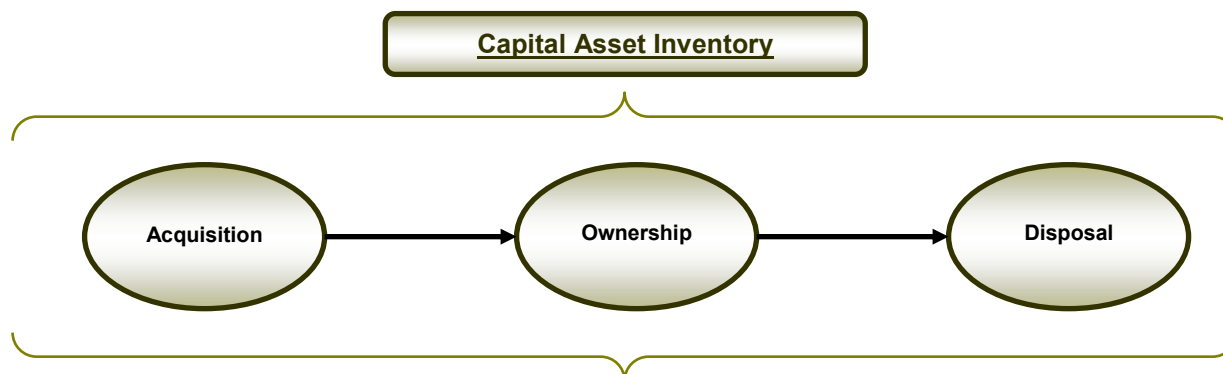 Capital Asset Inventory
Acquisition
Ownership
Disposal